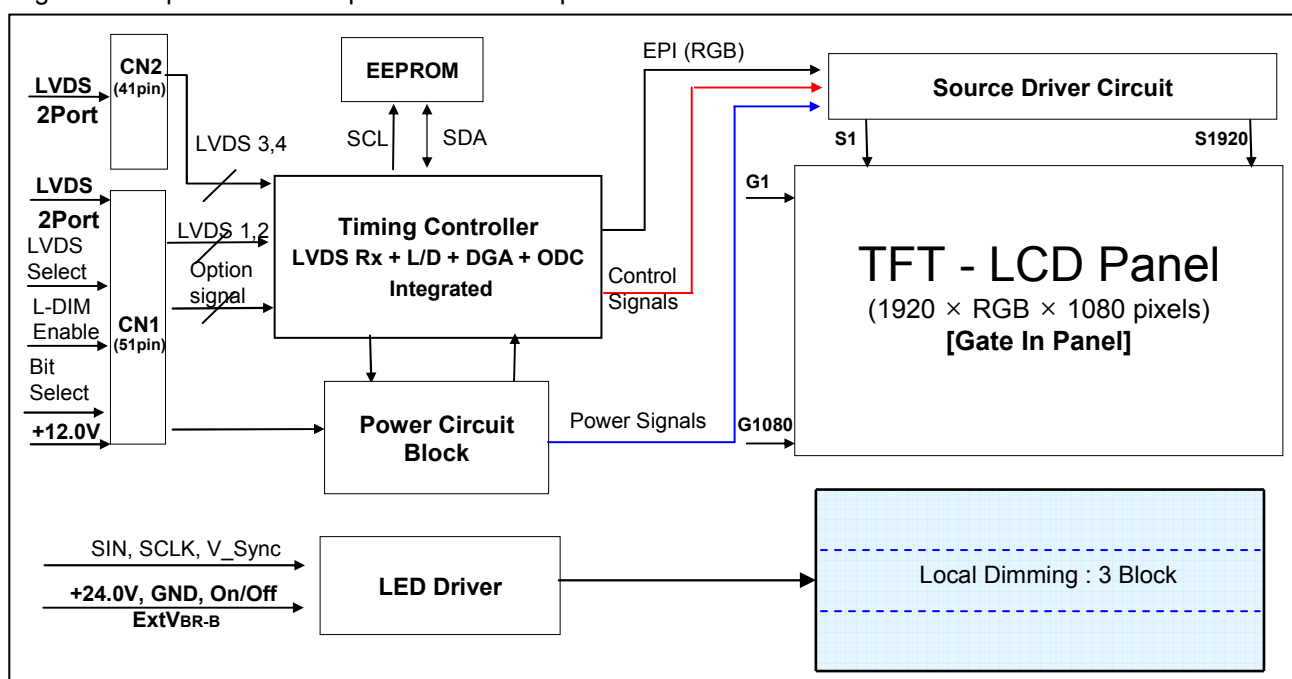 CN2
(41pin)
LVDS
2Port
EEPROM
SCL
SDA
LVDS 3,4
EPI (RGB)
Source Driver Circuit
S1
S1920
LVDS
2Port
LVDS
Select
L-DIM
Enable
Bit
Select
+12.0V
CN1
(51pin)
LVDS 1,2
Option
signal
Timing Controller
LVDS Rx + L/D + DGA + ODC
Integrated
Control
Signals
G1
G1080
TFT - LCD Panel
(1920 × RGB × 1080 pixels)
[Gate In Panel]
Power Circuit
Block
Power Signals
SIN, SCLK, V_Sync
+24.0V, GND, On/Off
ExtVBR-B
LED Driver
Local Dimming : 3 Block